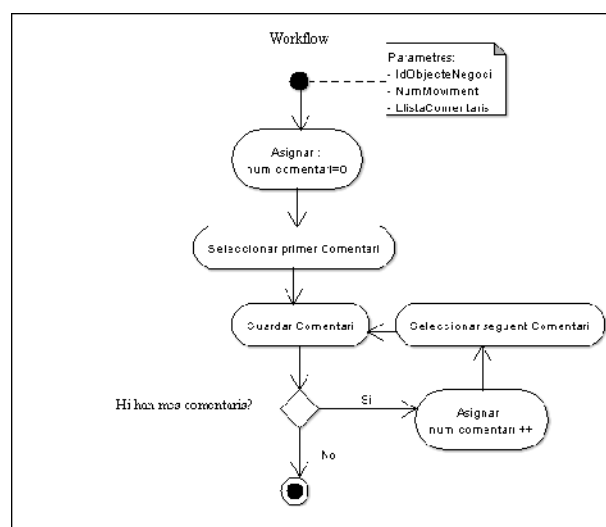 Workflow
Parametres:
- IdObjecteNegoci
- NumMoviment
- LlistaComentaris
Asignar :
num comentari=0
Seleccionar primer Comentari
Guardar Comentari
Seleccionar seguent Comentari
Hi han mes comentaris?
Si
Asignar
num comentari ++
No